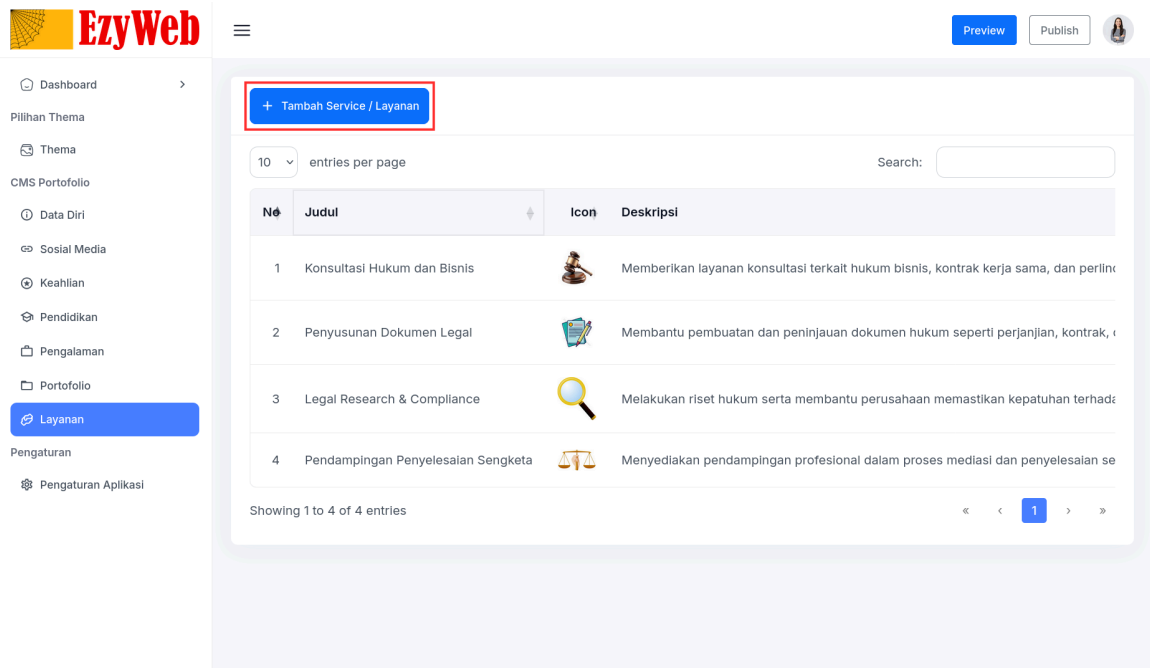 EzyWeb
Preview
Publish
Dashboard
Pilihan Thema
Thema
CMS Portofolio
Data Diri
Sosial Media
Keahlian
Pendidikan
Pengalaman
Portofolio
Layanan
Pengaturan
Pengaturan Aplikasi
+ Tambah Service / Layanan
10 entries per page
Search:
No Judul Icon Deskripsi
1 Konsultasi Hukum dan Bisnis Memberikan layanan konsultasi terkait hukum bisnis, kontrak kerja sama, dan
2 Penyusunan Dokumen Legal Membantu pembuatan dan peninjauan dokumen hukum seperti perjanjian, kontrak,
3 Legal Research & Compliance Melakukan riset hukum serta membantu perusahaan memastikan kepatuhan
4 Pendampingan Penyelesaian Sengketa Menyediakan pendampingan profesional dalam proses mediasi dan penyelesaian se
Showing 1 to 4 of 4 entries
« ‹ 1 › »